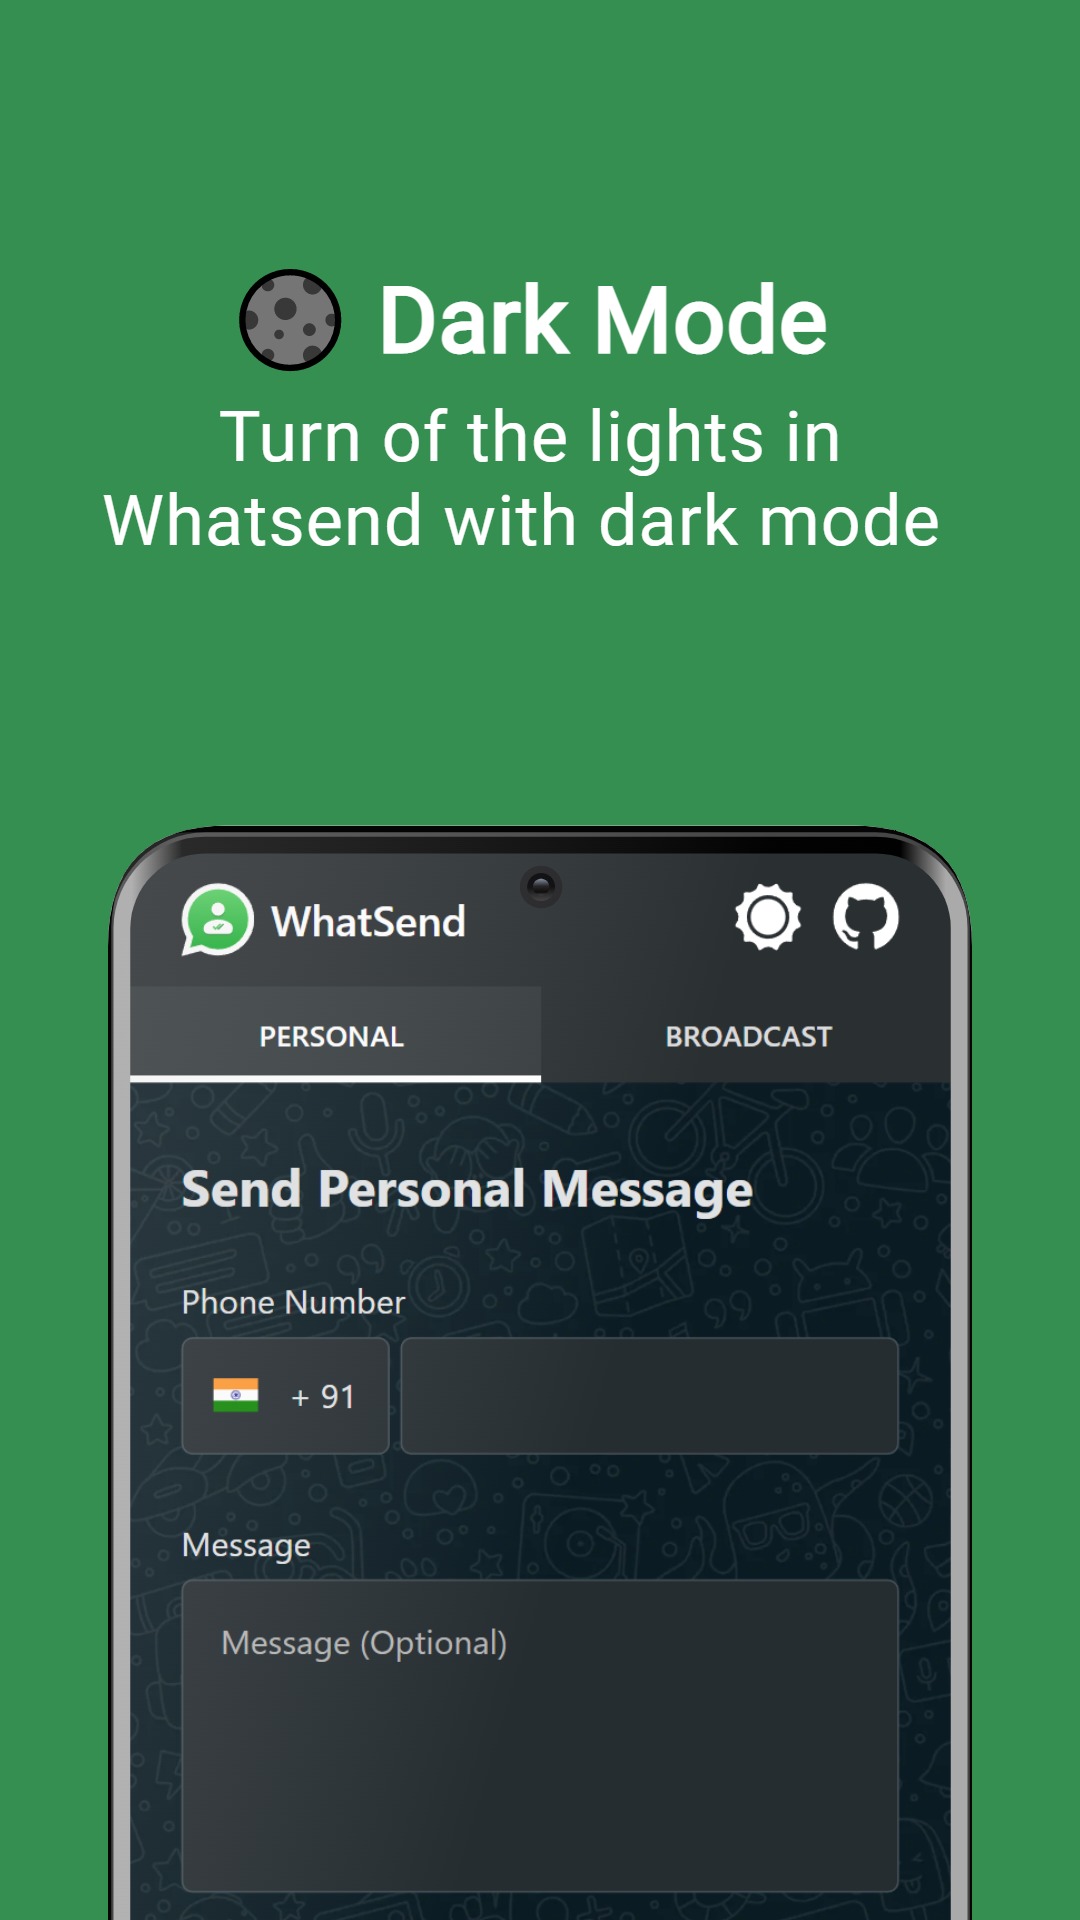 Dark Mode
Turn of the lights in
Whatsend with dark mode
WhatSend
PERSONAL BROADCAST
Send Personal Message
Phone Number
+ 91
Message
Message (Optional)